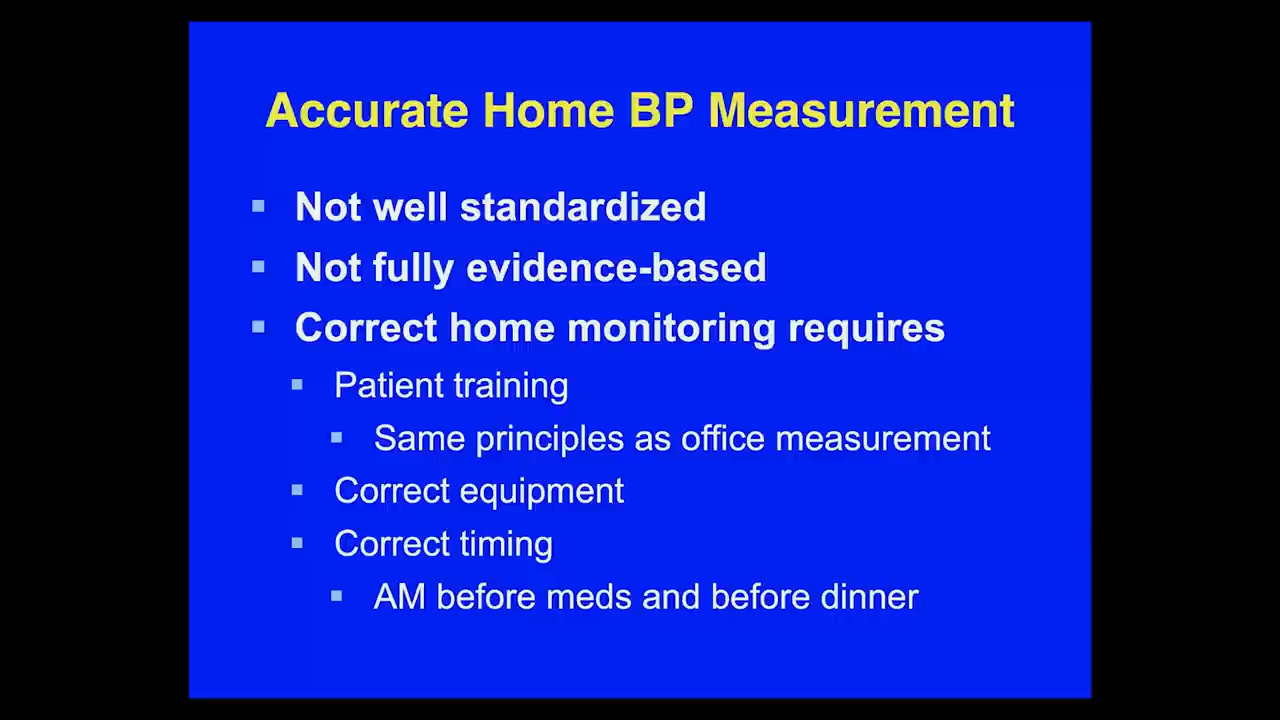 Accurate Home BP Measurement
Not well standardized
Not fully evidence-based
Correct home monitoring requires
Patient training
Same principles as office measurement
Correct equipment
Correct timing
AM before meds and before dinner